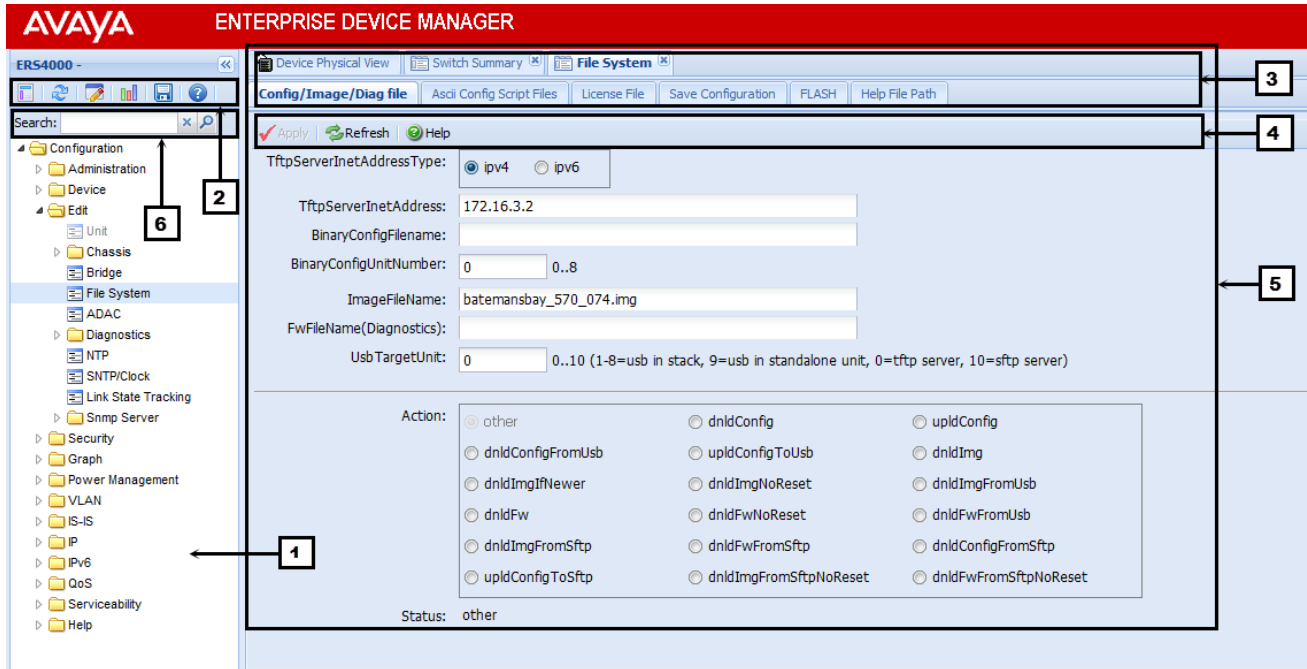 AVAYA ENTERPRISE DEVICE MANAGER
ERS4000 -
Search:
Configuration
Administration
Device
Edit
Unit
Chassis
Bridge
File System
ADAC
Diagnostics
NTP
SNTP/Clock
Link State Tracking
Snmp Server
Security
Graph
Power Management
VLAN
IS-IS
IP
IPv6
QoS
Serviceability
Help
2
6
1
Device Physical View Switch Summary File System
Config/Image/Diag file Ascii Config Script Files License File Save Configuration FLASH Help File Path
3
Apply Refresh Help
4
TftpServerInetAddressType: ipv4 ipv6
TftpServerInetAddress: 172.16.3.2
BinaryConfigFilename:
BinaryConfigUnitNumber: 0 0..8
5
ImageFileName: batemansbay_570_074.img
FwFileName(Diagnostics):
UsbTargetUnit: 0 0..10 (1-8=usb in stack, 9=usb in standalone unit, 0=tftp server, 10=sftp server)
Action: other dnldConfig upldConfig
dnldConfigFromUsb upldConfigToUsb dnldImg
dnldImgIfNewer dnldImgNoReset dnldImgFromUsb
dnldFw dnldFwNoReset dnldFwFromUsb
dnldImgFromSftp dnldFwFromSftp dnldConfigFromSftp
upldConfigToSftp dnldImgFromSftpNoReset dnldFwFromSftpNoReset
Status: other